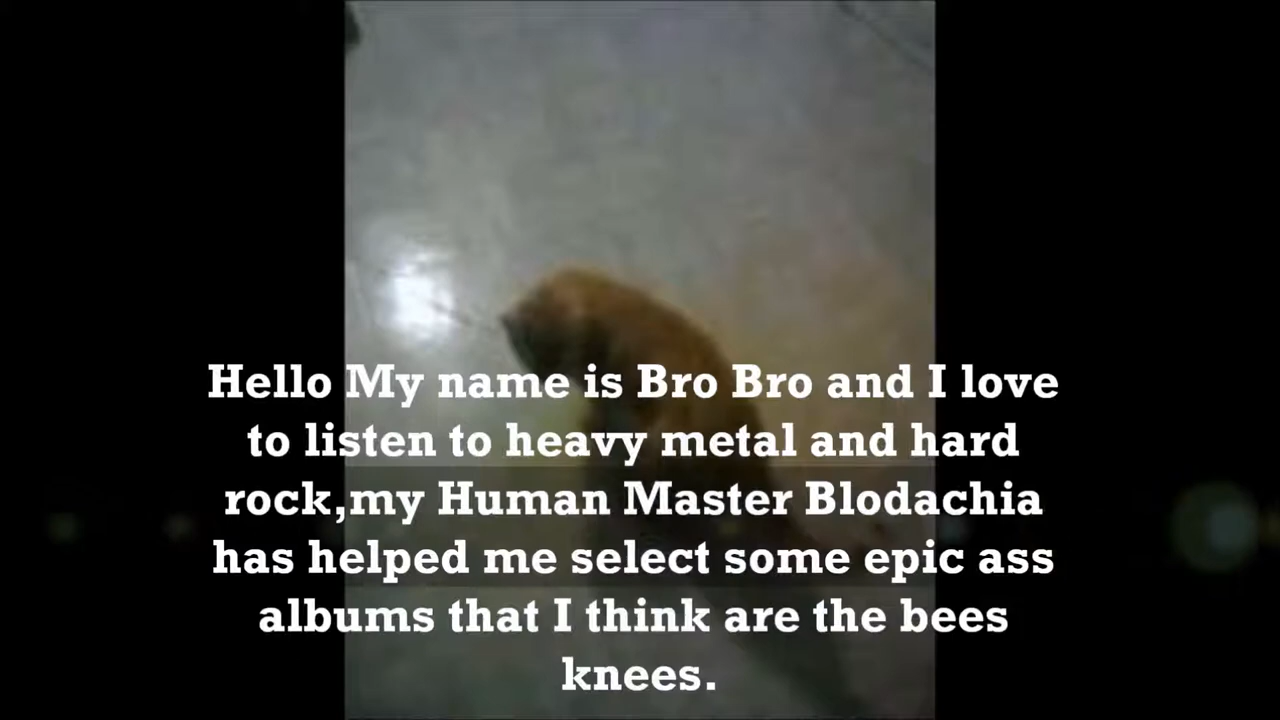 Hello My name is Bro Bro and I love
to listen to heavy metal and hard
rock,my Human Master Blodachia
has helped me select some epic ass
albums that I think are the bees
knees.